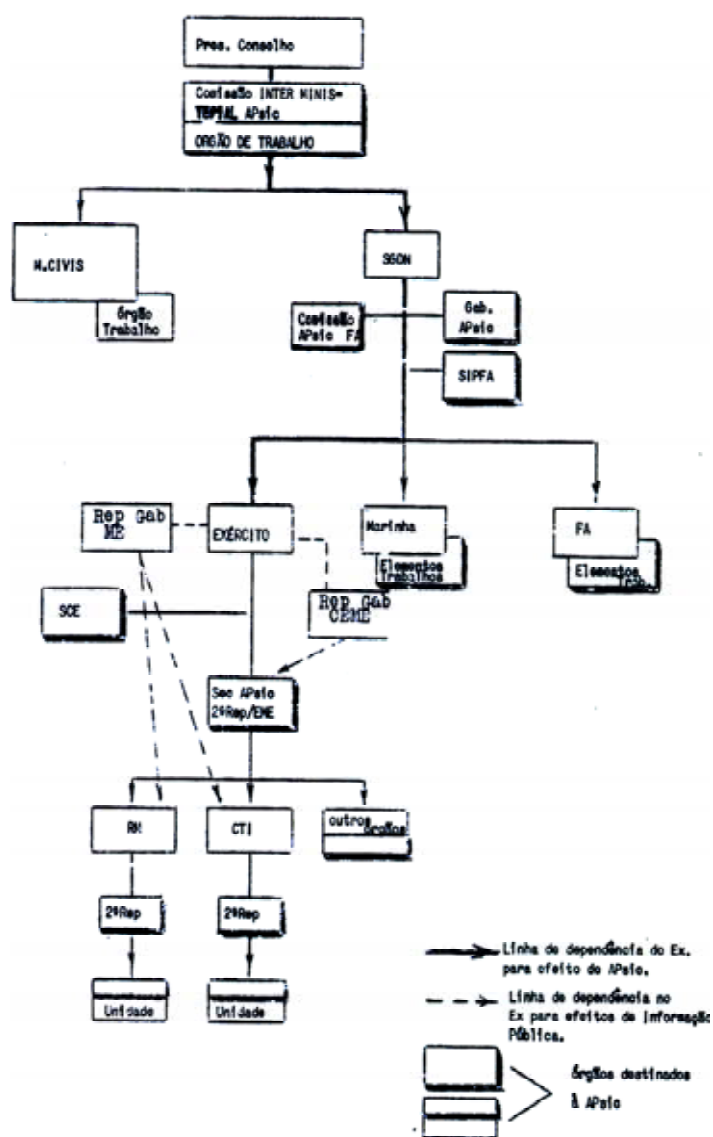 Pres. Conselho
Comissão INTER MINIS-
TERIAL APsic
ORGÃO DE TRABALHO
M.CIVIS
órgão
Trabalho
SGDN
Comissão
APsic FA
Gab.
APsic
SIPFA
Rep Gab
ME
EXÉRCITO
Marinha
Elementos
Trabalhos
FA
Elementos
Trab.
SCE
Rep Gab
CEME
Sec APsic
2ªRep/EME
RM
CTI
outros
órgãos
2ªRep
2ªRep
Unidade
Unidade
Linha de dependência do Ex.
para efeito de APsic.
Linha de dependência no
Ex para efeitos de Informação
Pública.
órgãos destinados
à APsic